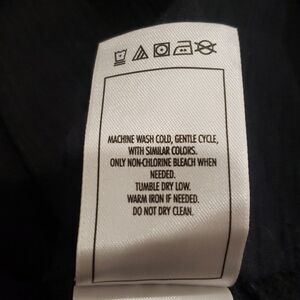 MACHINE WASH COLD, GENTLE CYCLE,
WITH SIMILAR COLORS.
ONLY NON-CHLORINE BLEACH WHEN
NEEDED.
TUMBLE DRY LOW.
WARM IRON IF NEEDED.
DO NOT DRY CLEAN.